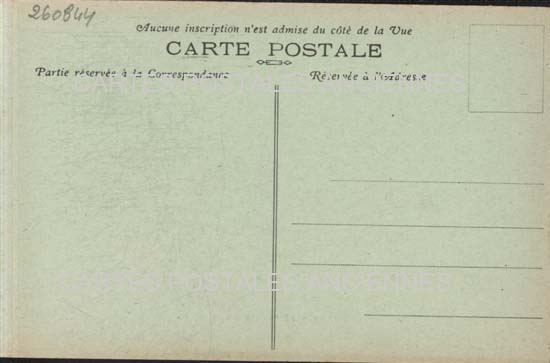 260844
Aucune inscription n'est admise du côté de la Vue
CARTE POSTALE
Partie réservée à la Correspondance
Réservée à l'Addresse
CARTES POSTALES ANCIENNES
CARTES POSTALES ANCIENNES